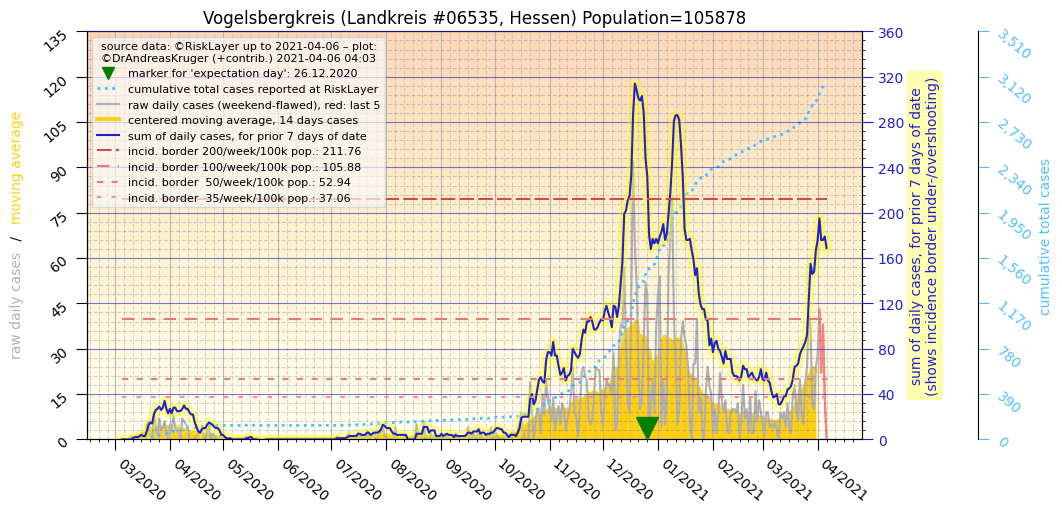 Vogelsbergkreis (Landkreis #06535, Hessen) Population=105878
source data: ©RiskLayer up to 2021-04-06 – plot:
©DrAndreasKruger (+contrib.) 2021-04-06 04:03
marker for 'expectation day': 26.12.2020
cumulative total cases reported at RiskLayer
raw daily cases (weekend-flawed), red: last 5
centered moving average, 14 days cases
sum of daily cases, for prior 7 days of date
incid. border 200/week/100k pop.: 211.76
incid. border 100/week/100k pop.: 105.88
incid. border 50/week/100k pop.: 52.94
incid. border 35/week/100k pop.: 37.06
raw daily cases / moving average
135
120
105
90
75
60
45
30
15
0
03/2020
04/2020
05/2020
06/2020
07/2020
08/2020
09/2020
10/2020
11/2020
12/2020
01/2021
02/2021
03/2021
04/2021
360
320
280
240
200
160
120
80
40
0
sum of daily cases, for prior 7 days of date
(shows incidence border under-/overshooting)
3,510
3,120
2,730
2,340
1,950
1,560
1,170
780
390
0
cumulative total cases